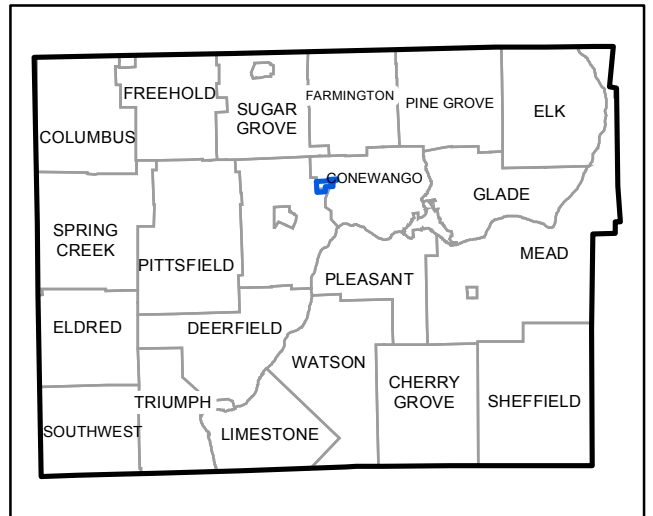 FREEHOLD
FARMINGTON
PINE GROVE
SUGAR
GROVE
ELK
COLUMBUS
CONEWANGO
GLADE
SPRING
CREEK
PITTSFIELD
MEAD
PLEASANT
ELDRED
DEERFIELD
WATSON
CHERRY
GROVE
TRIUMPH
SHEFFIELD
SOUTHWEST
LIMESTONE